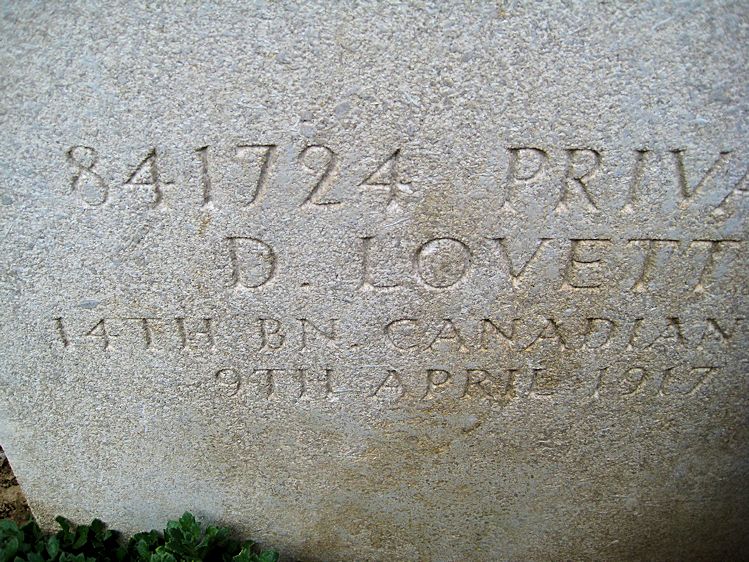 841724 PRIVA
D. LOVETT
14TH BN. CANADIAN
9TH APRIL 1917